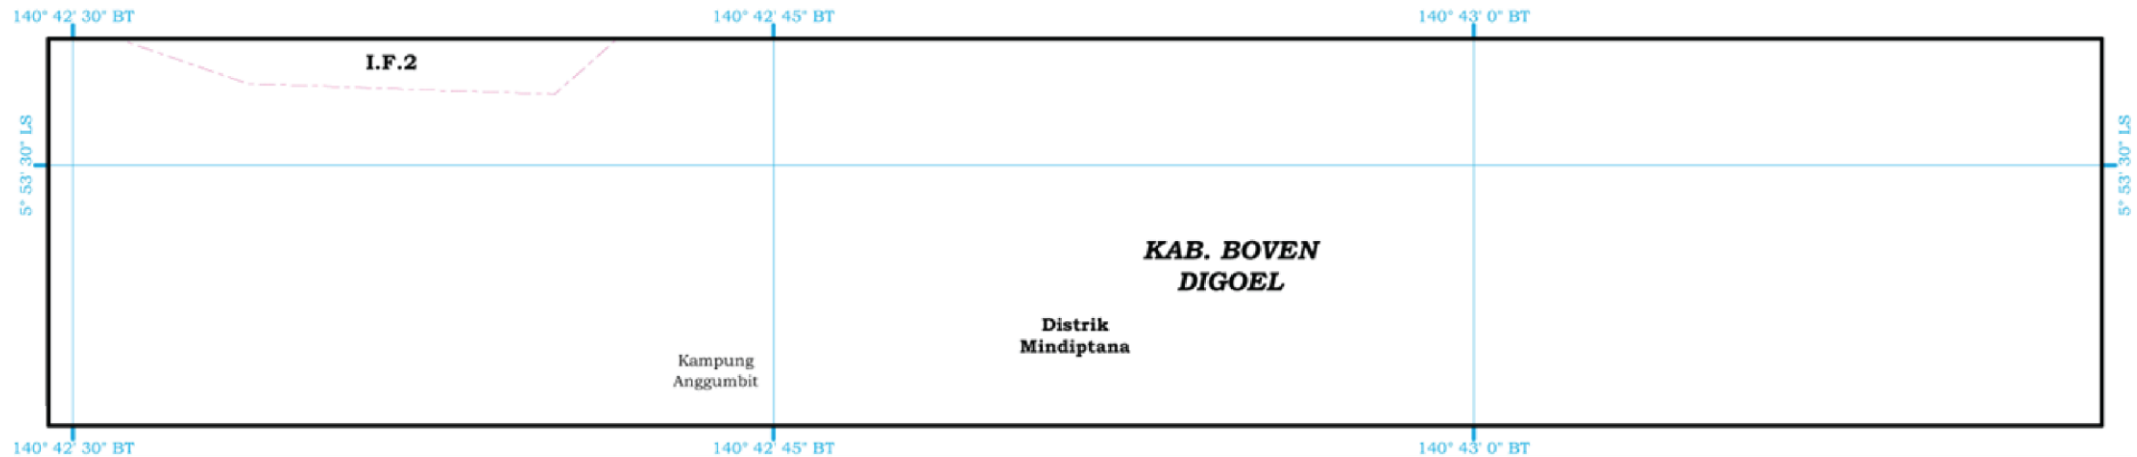 140° 42' 30" BT
140° 42' 45" BT
140° 43' 0" BT
I.F.2
5° 53' 30" LS
5° 53' 30" LS
KAB. BOVEN
DIGOEL
Distrik
Mindiptana
Kampung
Anggumbit
140° 42' 30" BT
140° 42' 45" BT
140° 43' 0" BT